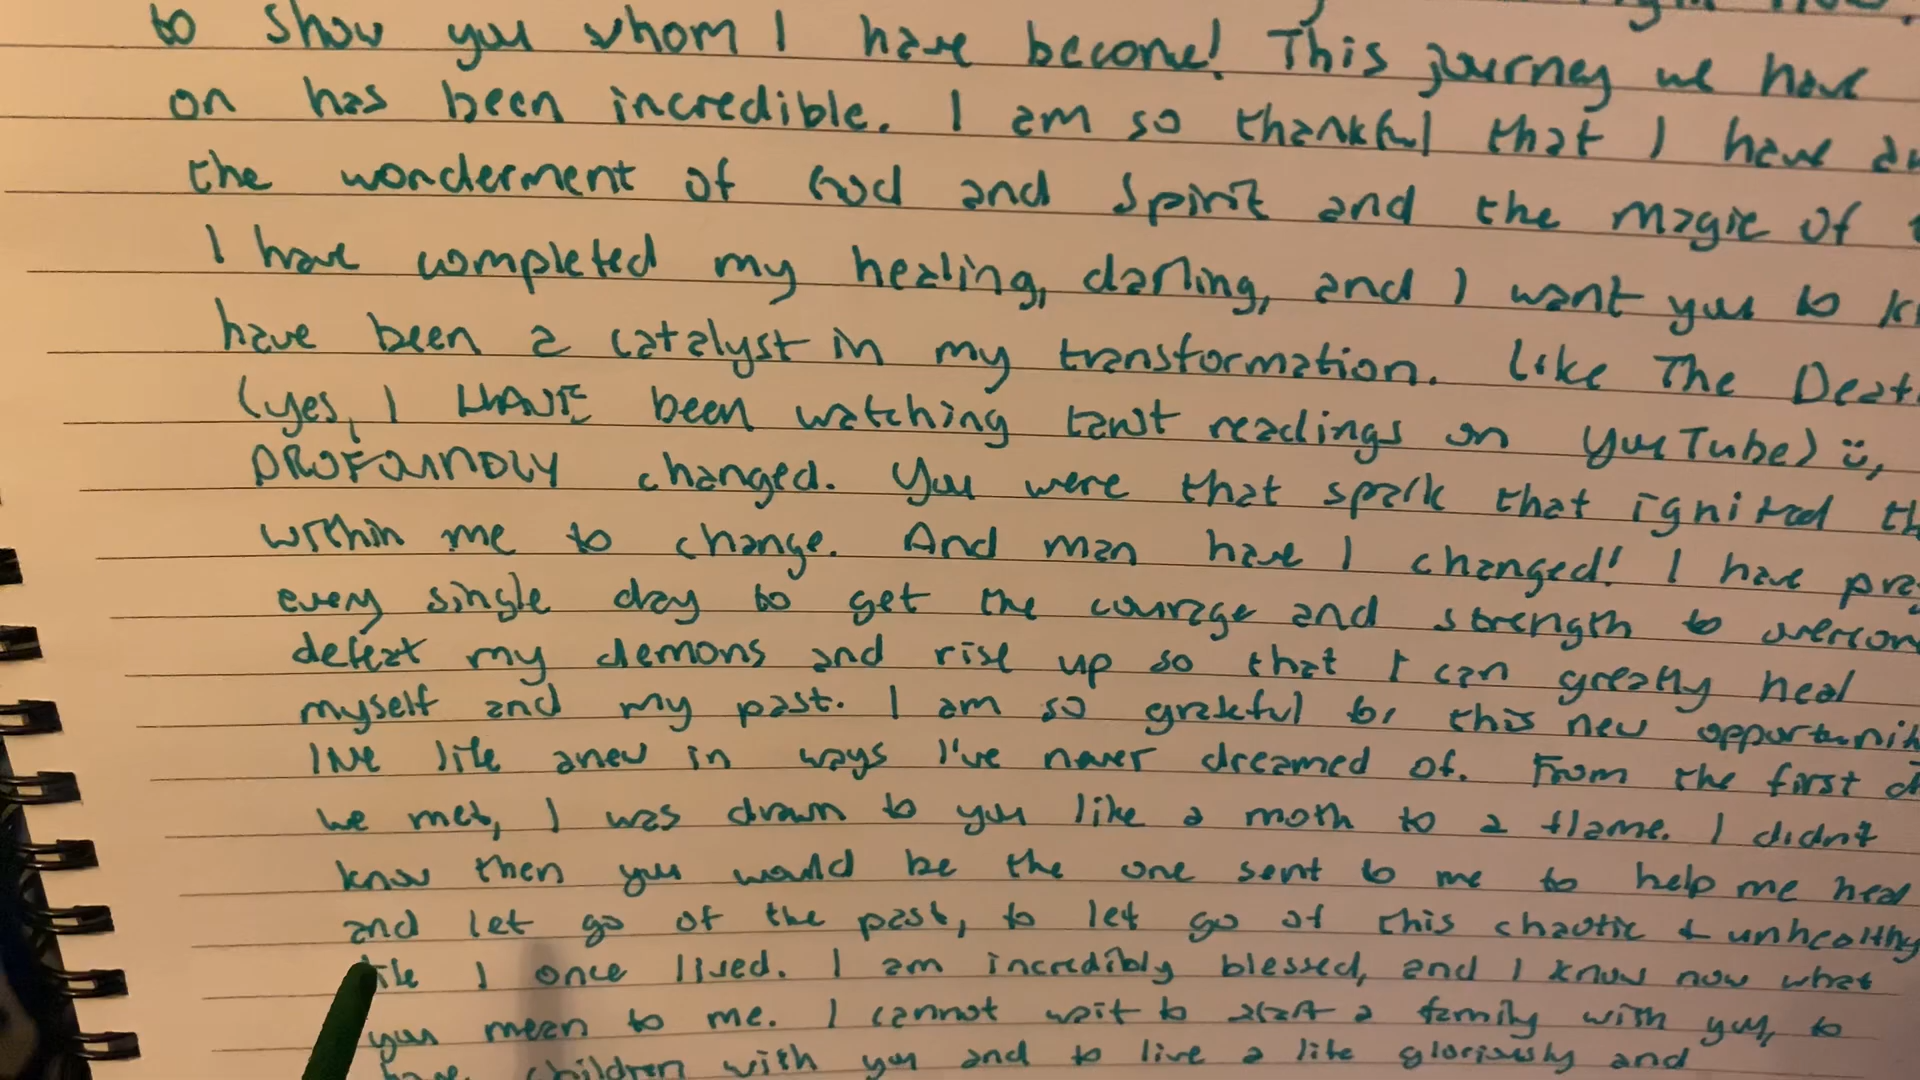 to show you whom I have become! This journey we have
on has been incredible. I am so thankful that I have
the wonderment of God and Spirit and the magic of
I have completed my healing, darling, and I want you to
have been a catalyst in my transformation. Like The
(yes, I HAVE been watching tarot readings on YouTube) :),
PROFOUNDLY changed. You were that spark that ignited
within me to change. And man have I changed! I have
every single day to get the courage and strength to
defeat my demons and rise up so that I can greatly heal
myself and my past. I am so grateful for this new
live life anew in ways I've never dreamed of. From the first
we met, I was drawn to you like a moth to a flame. I didn't
know then you would be the one sent to me to help me heal
and let go of the past, to let go of this chaotic & unhealthy
life I once lived. I am incredibly blessed, and I know now what
you mean to me. I cannot wait to start a family with you, to
have children with you and to live a life gloriously and